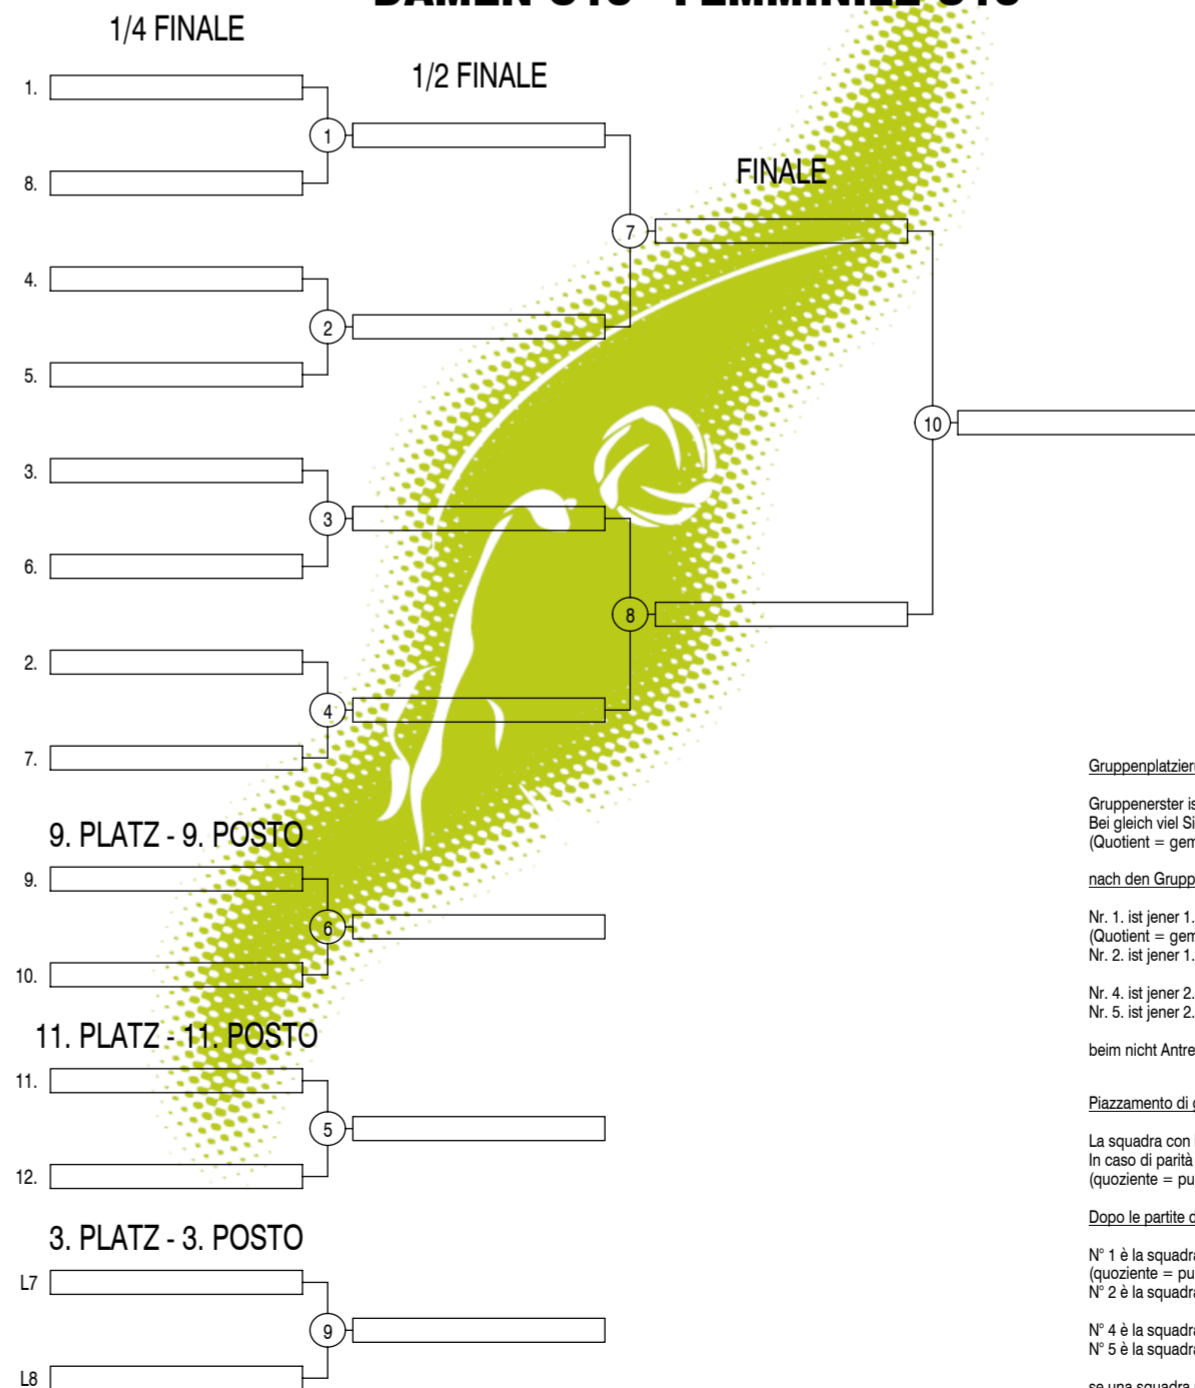 1/4 FINALE
1/2 FINALE
FINALE
1.
1
8.
7
4.
2
5.
10
3.
3
6.
8
2.
4
7.
9. PLATZ - 9. POSTO
9.
6
10.
11. PLATZ - 11. POSTO
11.
5
12.
3. PLATZ - 3. POSTO
L7
9
L8
Gruppenerster is
Bei gleich viel Si
(Quotient = gem
nach den Grupp
Nr. 1. ist jener 1.
(Quotient = gem
Nr. 2. ist jener 1.
Nr. 4. ist jener 2.
Nr. 5. ist jener 2.
beim nicht Antre
Piazzamento di g
La squadra con
In caso di parità
(quoziente = pu
Dopo le partite d
N° 1 è la squadra
(quoziente = pu
N° 2 è la squadra
N° 4 è la squadra
N° 5 è la squadra